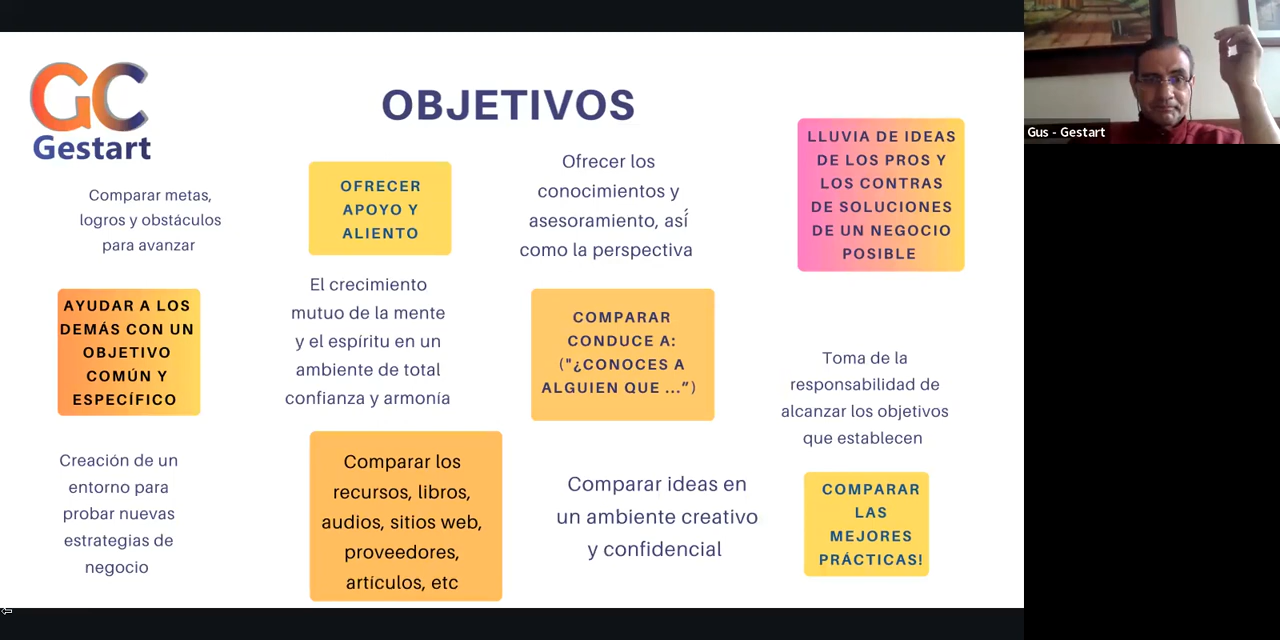 GC
Gestart
OBJETIVOS
Comparar metas,
logros y obstáculos
para avanzar
OFRECER
APOYO Y
ALIENTO
Ofrecer los
conocimientos y
asesoramiento, así
como la perspectiva
LLUVIA DE IDEAS
DE LOS PROS Y
LOS CONTRAS
DE SOLUCIONES
DE UN NEGOCIO
POSIBLE
AYUDAR A LOS
DEMÁS CON UN
OBJETIVO
COMÚN Y
ESPECÍFICO
El crecimiento
mutuo de la mente
y el espíritu en un
ambiente de total
confianza y armonía
COMPARAR
CONDUCE A:
("¿CONOCES A
ALGUIEN QUE ...”)
Toma de la
responsabilidad de
alcanzar los objetivos
que establecen
Creación de un
entorno para
probar nuevas
estrategias de
negocio
Comparar los
recursos, libros,
audios, sitios web,
proveedores,
artículos, etc
Comparar ideas en
un ambiente creativo
y confidencial
COMPARAR
LAS
MEJORES
PRÁCTICAS!
Gus - Gestart